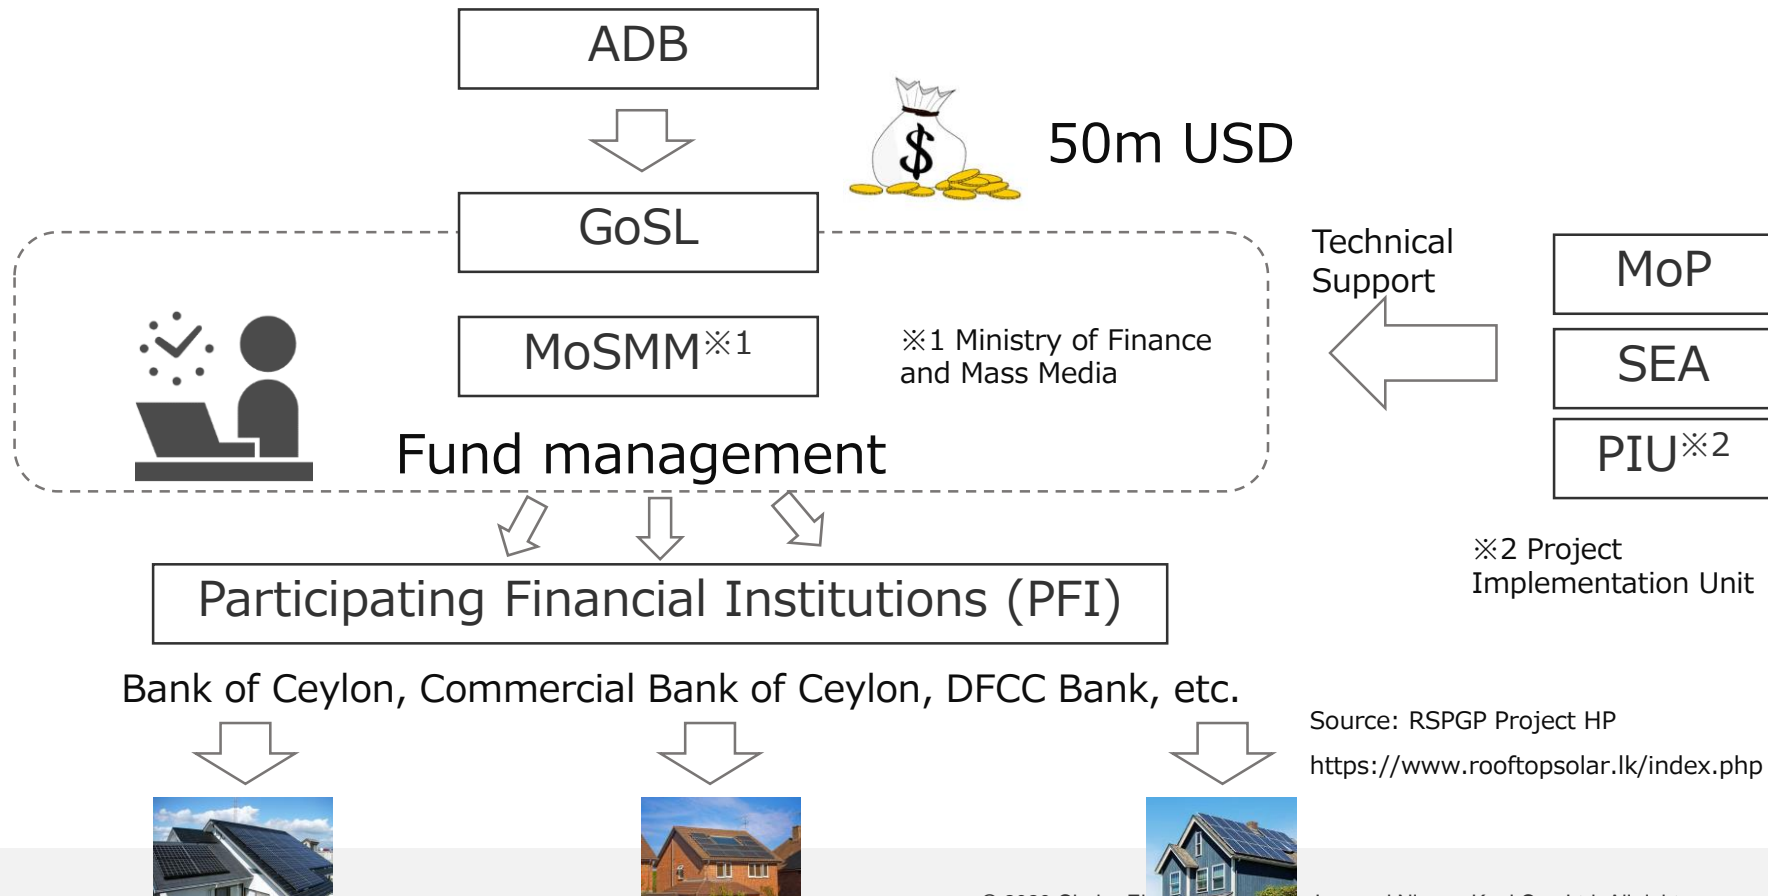 ADB
50m USD
GoSL
MoSMM※1
※1 Ministry of Finance
and Mass Media
Fund management
Technical
Support
MoP
SEA
PIU※2
※2 Project
Implementation Unit
Participating Financial Institutions (PFI)
Bank of Ceylon, Commercial Bank of Ceylon, DFCC Bank, etc.
Source: RSPGP Project HP
https://www.rooftopsolar.lk/index.php